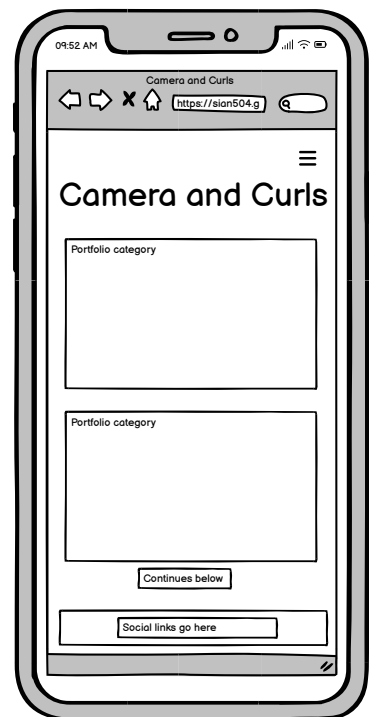 09:52 AM
Camera and Curls
https://sian504.g
Camera and Curls
Portfolio category
Portfolio category
Continues below
Social links go here